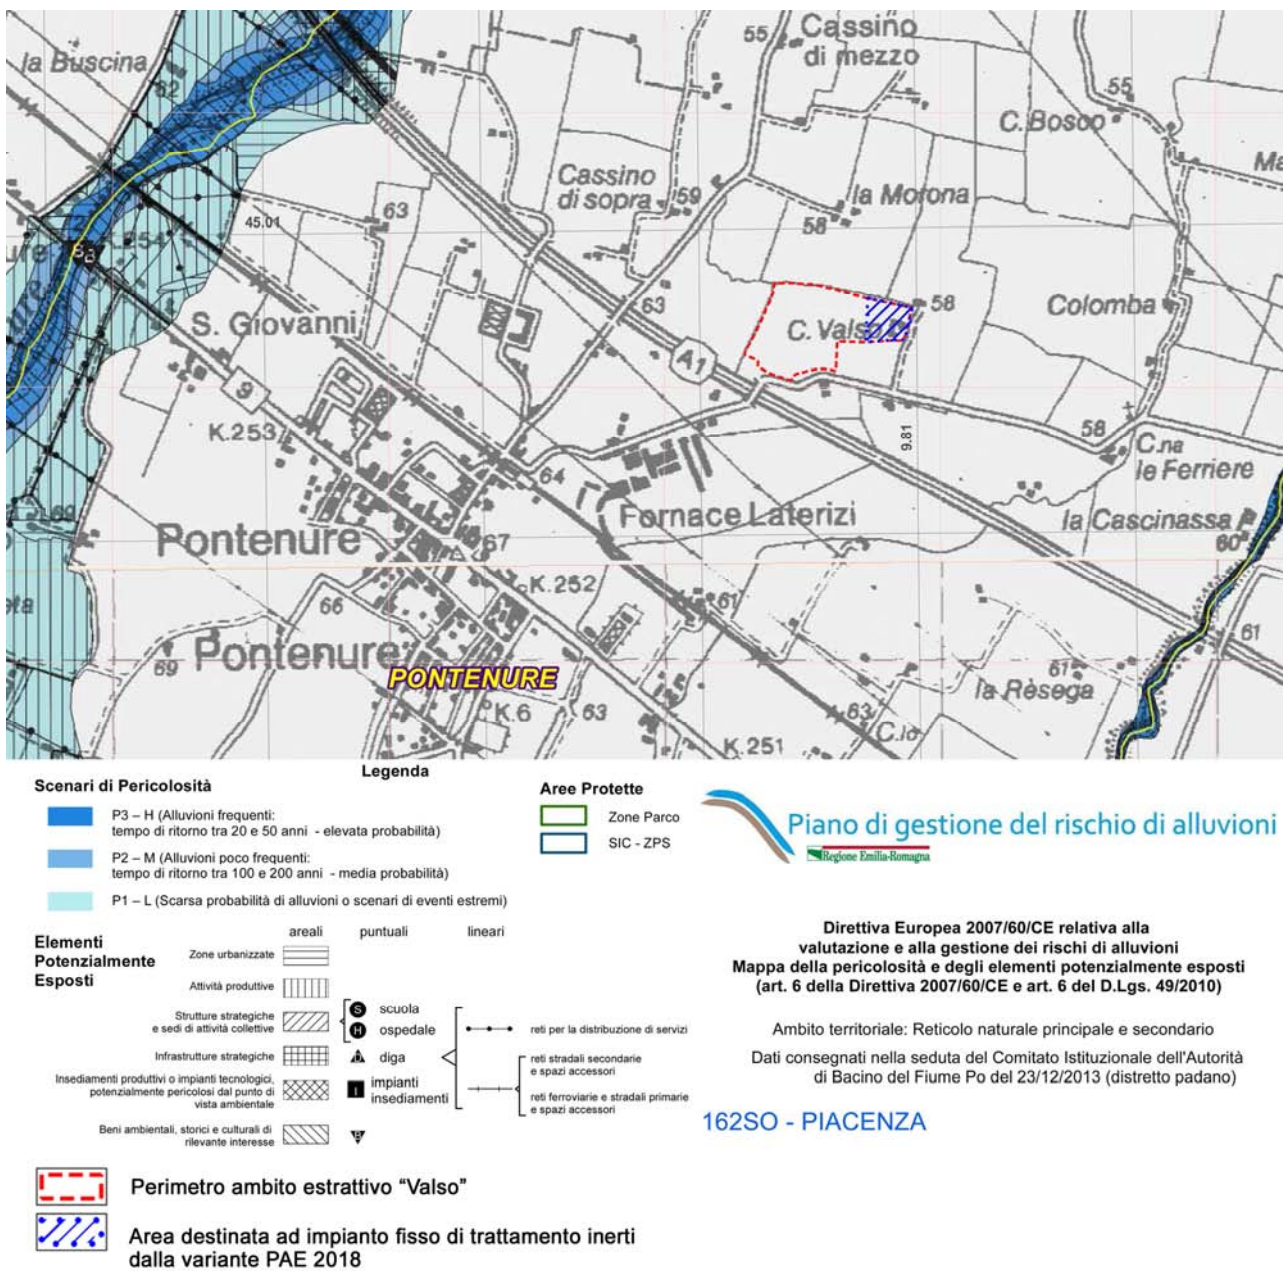 la Buscina
62
55
Cassino
di mezzo
55
C. Bosco
Cassino
di sopra
59
la Morona
58
63
45.01
58
Colomba
S. Giovanni
63
C. Valso
A1
9
K.253
58
9.81
C.na
le Ferriere
64
Fornace Laterizi
la Cascinassa
60
Pontenure
67
K.252
66
61
61
Pontenure
69
PONTENURE
61
la Rèsega
K.6
63
63
K.251
Legenda
Scenari di Pericolosità
P3 – H (Alluvioni frequenti:
tempo di ritorno tra 20 e 50 anni - elevata probabilità)
P2 – M (Alluvioni poco frequenti:
tempo di ritorno tra 100 e 200 anni - media probabilità)
P1 – L (Scarsa probabilità di alluvioni o scenari di eventi estremi)
Aree Protette
Zone Parco
SIC - ZPS
Piano di gestione del rischio di alluvioni
Regione Emilia-Romagna
Elementi
Potenzialmente
Esposti
areali puntuali lineari
Zone urbanizzate
Attività produttive
Strutture strategiche
e sedi di attività collettive
S scuola
H ospedale
Infrastrutture strategiche
D diga
Insediamenti produttivi o impianti tecnologici,
potenzialmente pericolosi dal punto di
vista ambientale
I impianti
insediamenti
Beni ambientali, storici e culturali di
rilevante interesse
B
reti per la distribuzione di servizi
reti stradali secondarie
e spazi accessori
reti ferroviarie e stradali primarie
e spazi accessori
Direttiva Europea 2007/60/CE relativa alla
valutazione e alla gestione dei rischi di alluvioni
Mappa della pericolosità e degli elementi potenzialmente esposti
(art. 6 della Direttiva 2007/60/CE e art. 6 del D.Lgs. 49/2010)
Ambito territoriale: Reticolo naturale principale e secondario
Dati consegnati nella seduta del Comitato Istituzionale dell'Autorità
di Bacino del Fiume Po del 23/12/2013 (distretto padano)
162SO - PIACENZA
Perimetro ambito estrattivo “Valso”
Area destinata ad impianto fisso di trattamento inerti
dalla variante PAE 2018